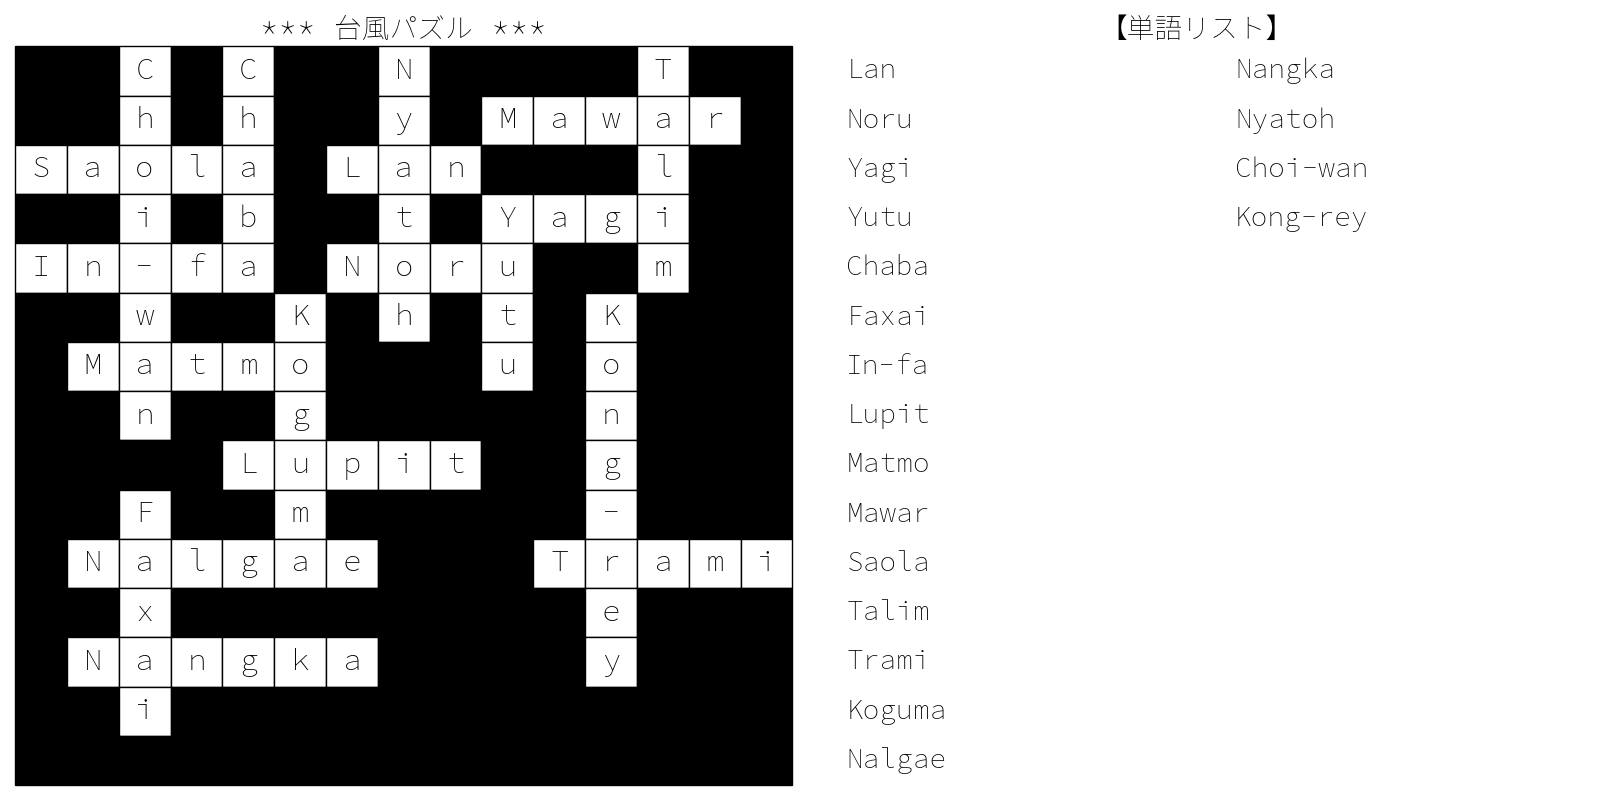 *** 台風パズル ***
C C N T
h h y M a w a r
S a o l a L a n l
i b t Y a g i
I n - f a N o r u m
w K h t K
M a t m o u o
n g n
L u p i t g
F m -
N a l g a e T r a m i
x e
N a n g k a y
i
【単語リスト】
Lan
Noru
Yagi
Yutu
Chaba
Faxai
In-fa
Lupit
Matmo
Mawar
Saola
Talim
Trami
Koguma
Nalgae
Nangka
Nyatoh
Choi-wan
Kong-rey